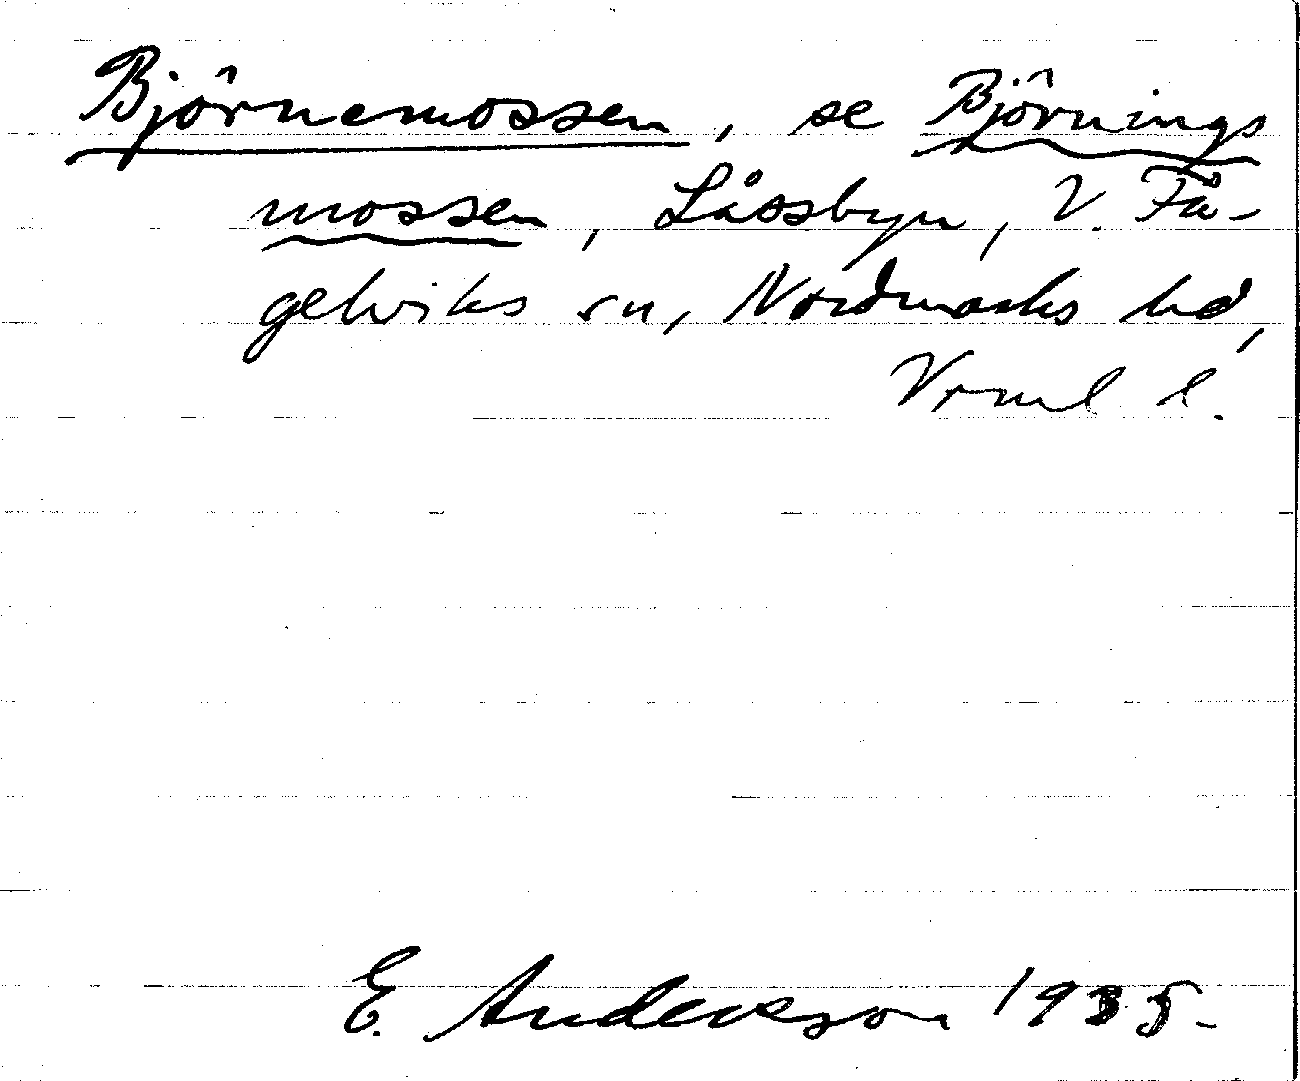 Björnemossen, se Björnings
mossen, Låssbyn, V. Få-
gelviks sn, Nordmarks hd,
Vrml l.
E. Andersson 1935.